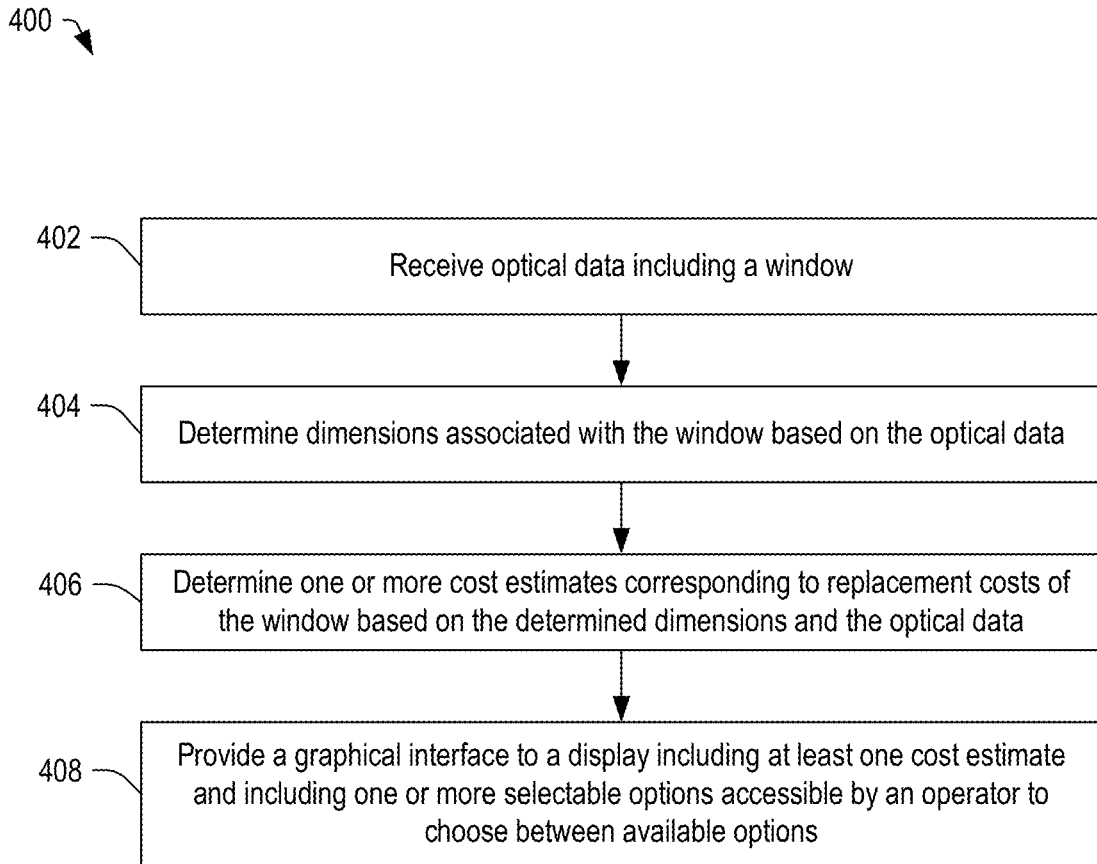 400
402
Receive optical data including a window
404
Determine dimensions associated with the window based on the optical data
406
Determine one or more cost estimates corresponding to replacement costs of
the window based on the determined dimensions and the optical data
408
Provide a graphical interface to a display including at least one cost estimate
and including one or more selectable options accessible by an operator to
choose between available options